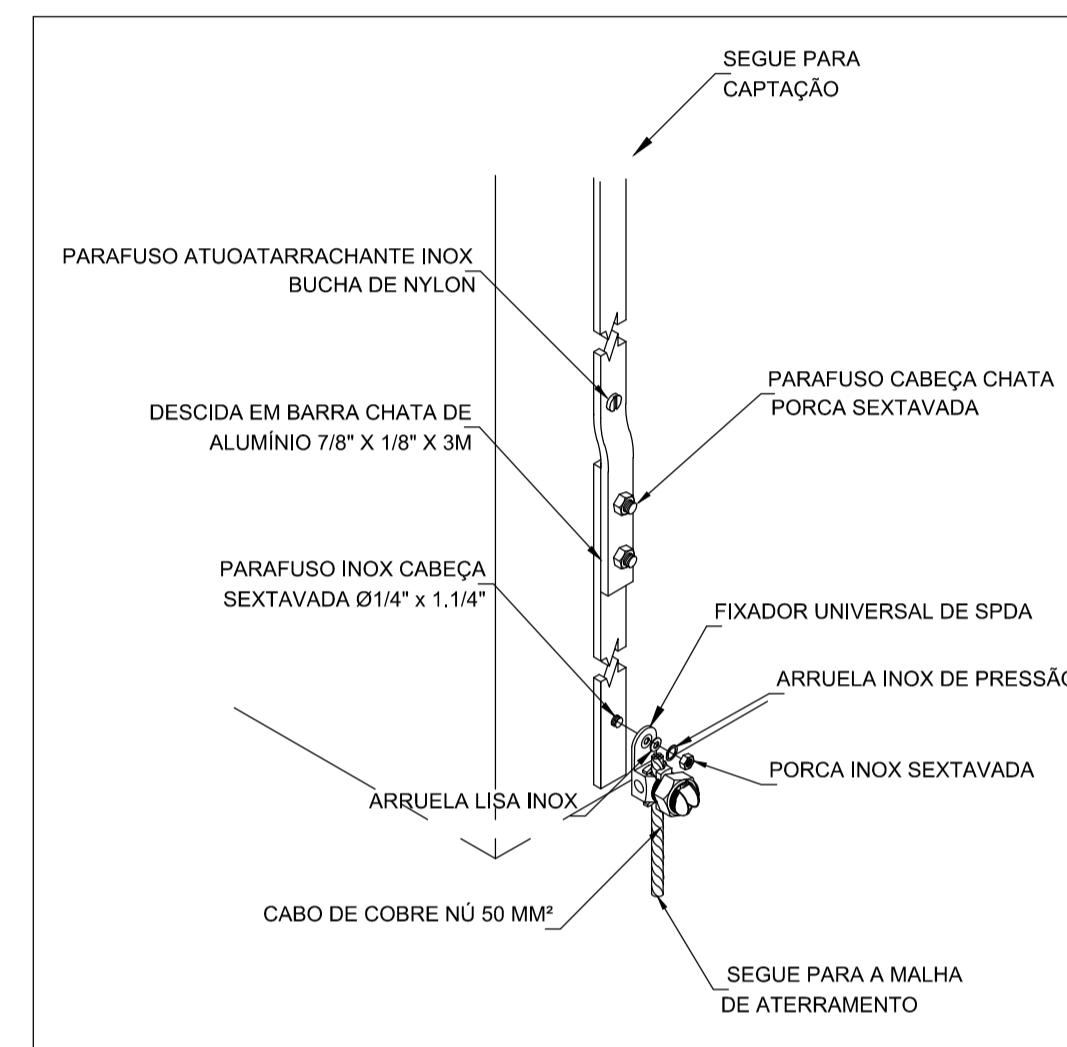 SEGUE PARA
CAPTAÇÃO
PARAFUSO ATUOATARRACHANTE INOX
BUCHA DE NYLON
PARAFUSO CABEÇA CHATA
PORCA SEXTAVADA
DESCIDA EM BARRA CHATA DE
ALUMÍNIO 7/8" X 1/8" X 3M
PARAFUSO INOX CABEÇA
SEXTAVADA Ø1/4" x 1.1/4"
FIXADOR UNIVERSAL DE SPDA
ARRUELA INOX DE PRESSÃO
PORCA INOX SEXTAVADA
ARRUELA LISA INOX
CABO DE COBRE NÚ 50 MM²
SEGUE PARA A MALHA
DE ATERRAMENTO